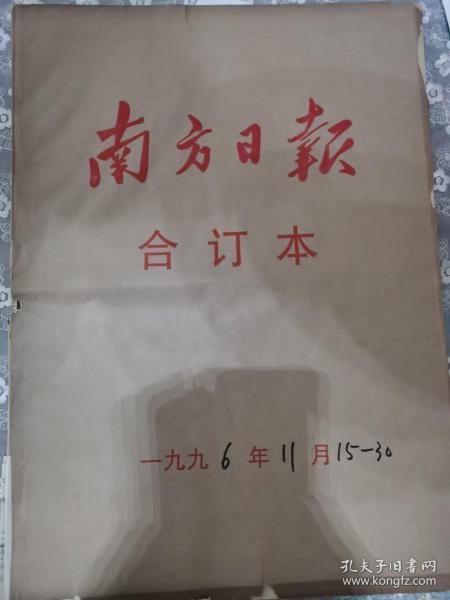 南方日报
合订本
一九九6年11月15-30
孔夫子旧书网
www.kongfz.com